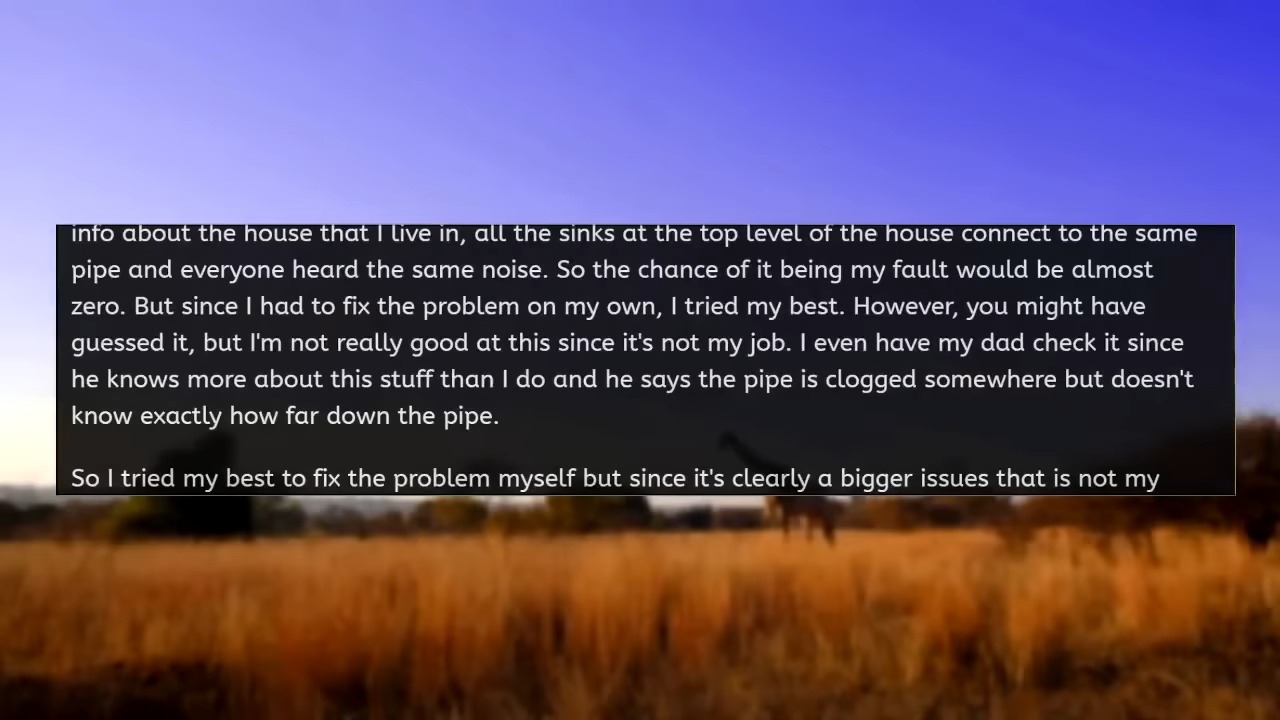 info about the house that I live in, all the sinks at the top level of the house connect to the same
pipe and everyone heard the same noise. So the chance of it being my fault would be almost
zero. But since I had to fix the problem on my own, I tried my best. However, you might have
guessed it, but I'm not really good at this since it's not my job. I even have my dad check it since
he knows more about this stuff than I do and he says the pipe is clogged somewhere but doesn't
know exactly how far down the pipe.
So I tried my best to fix the problem myself but since it's clearly a bigger issues that is not my